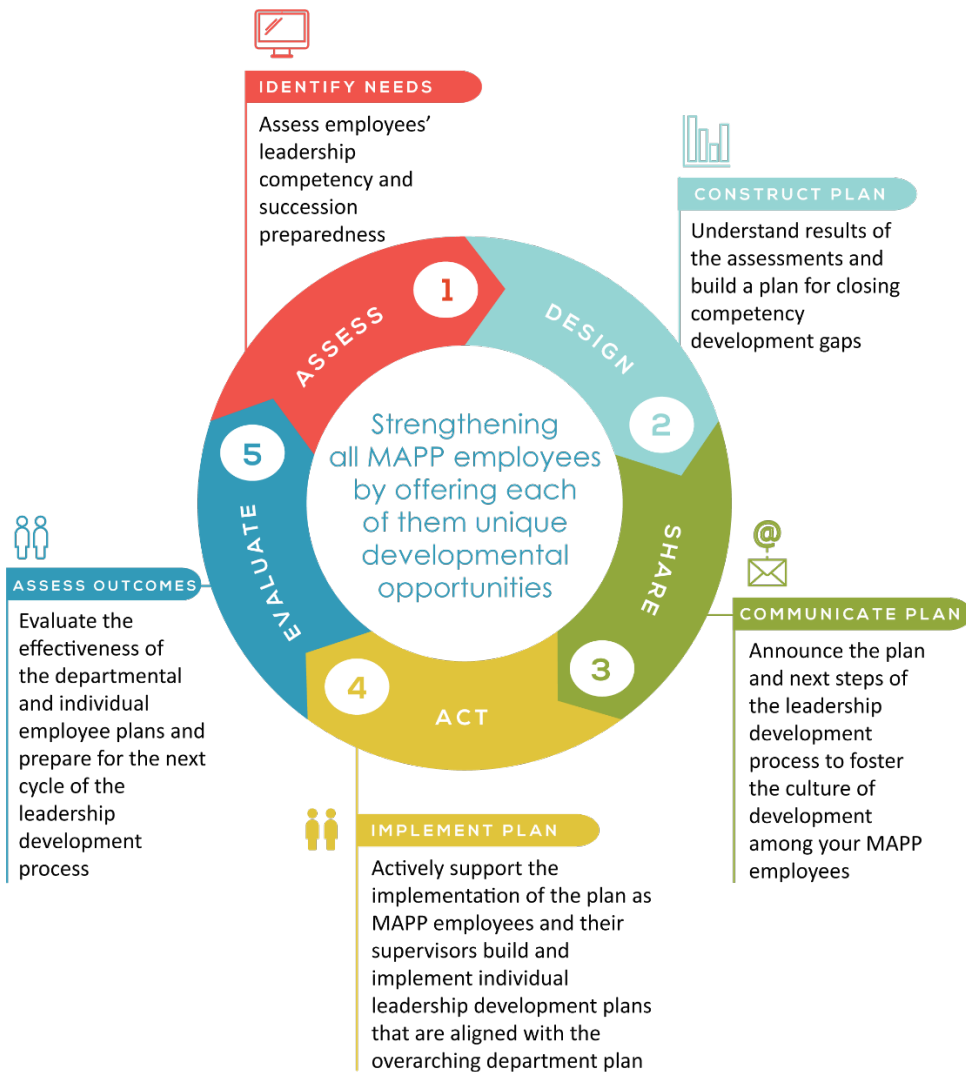 IDENTIFY NEEDS
Assess employees’
leadership
competency and
succession
preparedness
CONSTRUCT PLAN
Understand results of
the assessments and
build a plan for closing
competency
development gaps
1
ASSESS
DESIGN
2
SHARE
3
ACT
4
EVALUATE
5
Strengthening
all MAPP employees
by offering each
of them unique
developmental
opportunities
@
COMMUNICATE PLAN
Announce the plan
and next steps of
the leadership
development
process to foster
the culture of
development
among your MAPP
employees
IMPLEMENT PLAN
Actively support the
implementation of the plan as
MAPP employees and their
supervisors build and
implement individual
leadership development plans
that are aligned with the
overarching department plan
ASSESS OUTCOMES
Evaluate the
effectiveness of
the departmental
and individual
employee plans and
prepare for the next
cycle of the
leadership
development
process